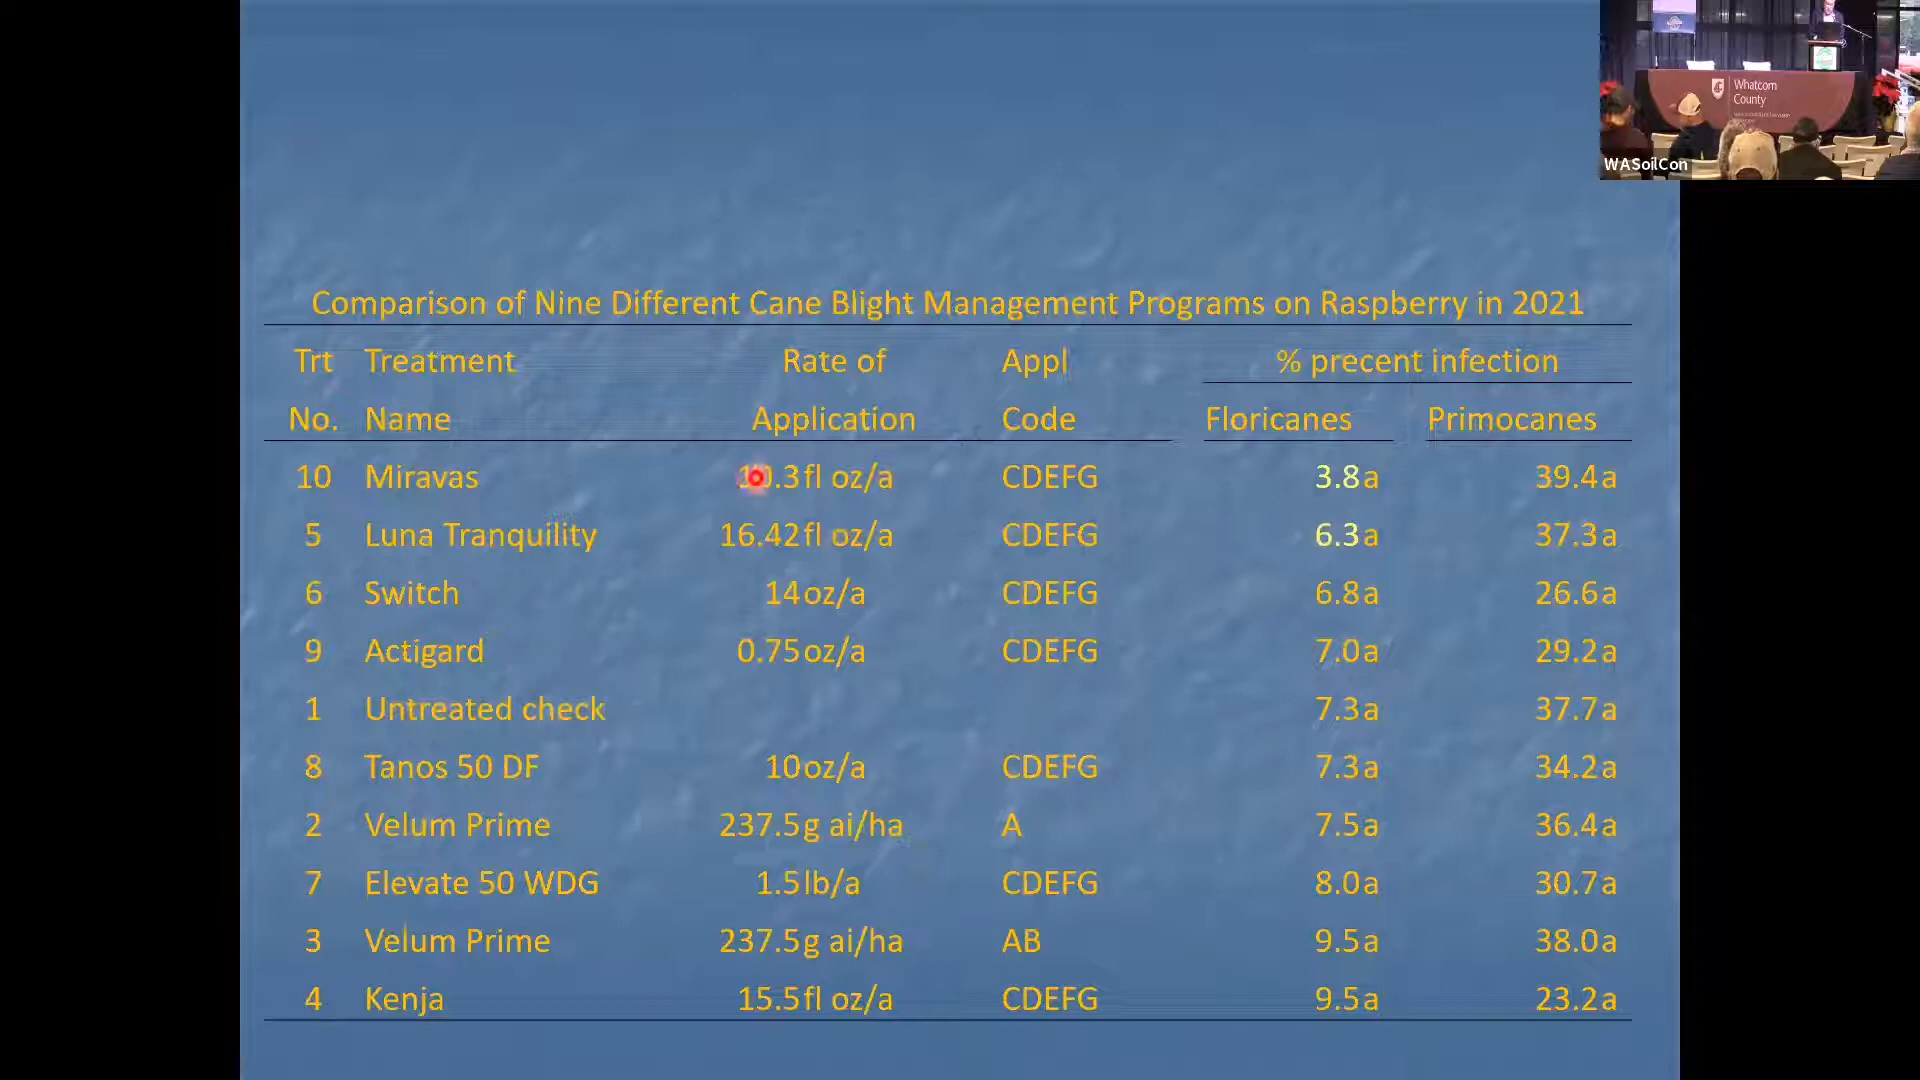 Whatcom
County
WASoilCon
Comparison of Nine Different Cane Blight Management Programs on Raspberry in 2021
Trt Treatment Rate of Appl % precent infection
No. Name Application Code Floricanes Primocanes
10 Miravas 10.3 fl oz/a CDEFG 3.8 a 39.4 a
5 Luna Tranquility 16.42 fl oz/a CDEFG 6.3 a 37.3 a
6 Switch 14 oz/a CDEFG 6.8 a 26.6 a
9 Actigard 0.75 oz/a CDEFG 7.0 a 29.2 a
1 Untreated check 7.3 a 37.7 a
8 Tanos 50 DF 10 oz/a CDEFG 7.3 a 34.2 a
2 Velum Prime 237.5 g ai/ha A 7.5 a 36.4 a
7 Elevate 50 WDG 1.5 lb/a CDEFG 8.0 a 30.7 a
3 Velum Prime 237.5 g ai/ha AB 9.5 a 38.0 a
4 Kenja 15.5 fl oz/a CDEFG 9.5 a 23.2 a